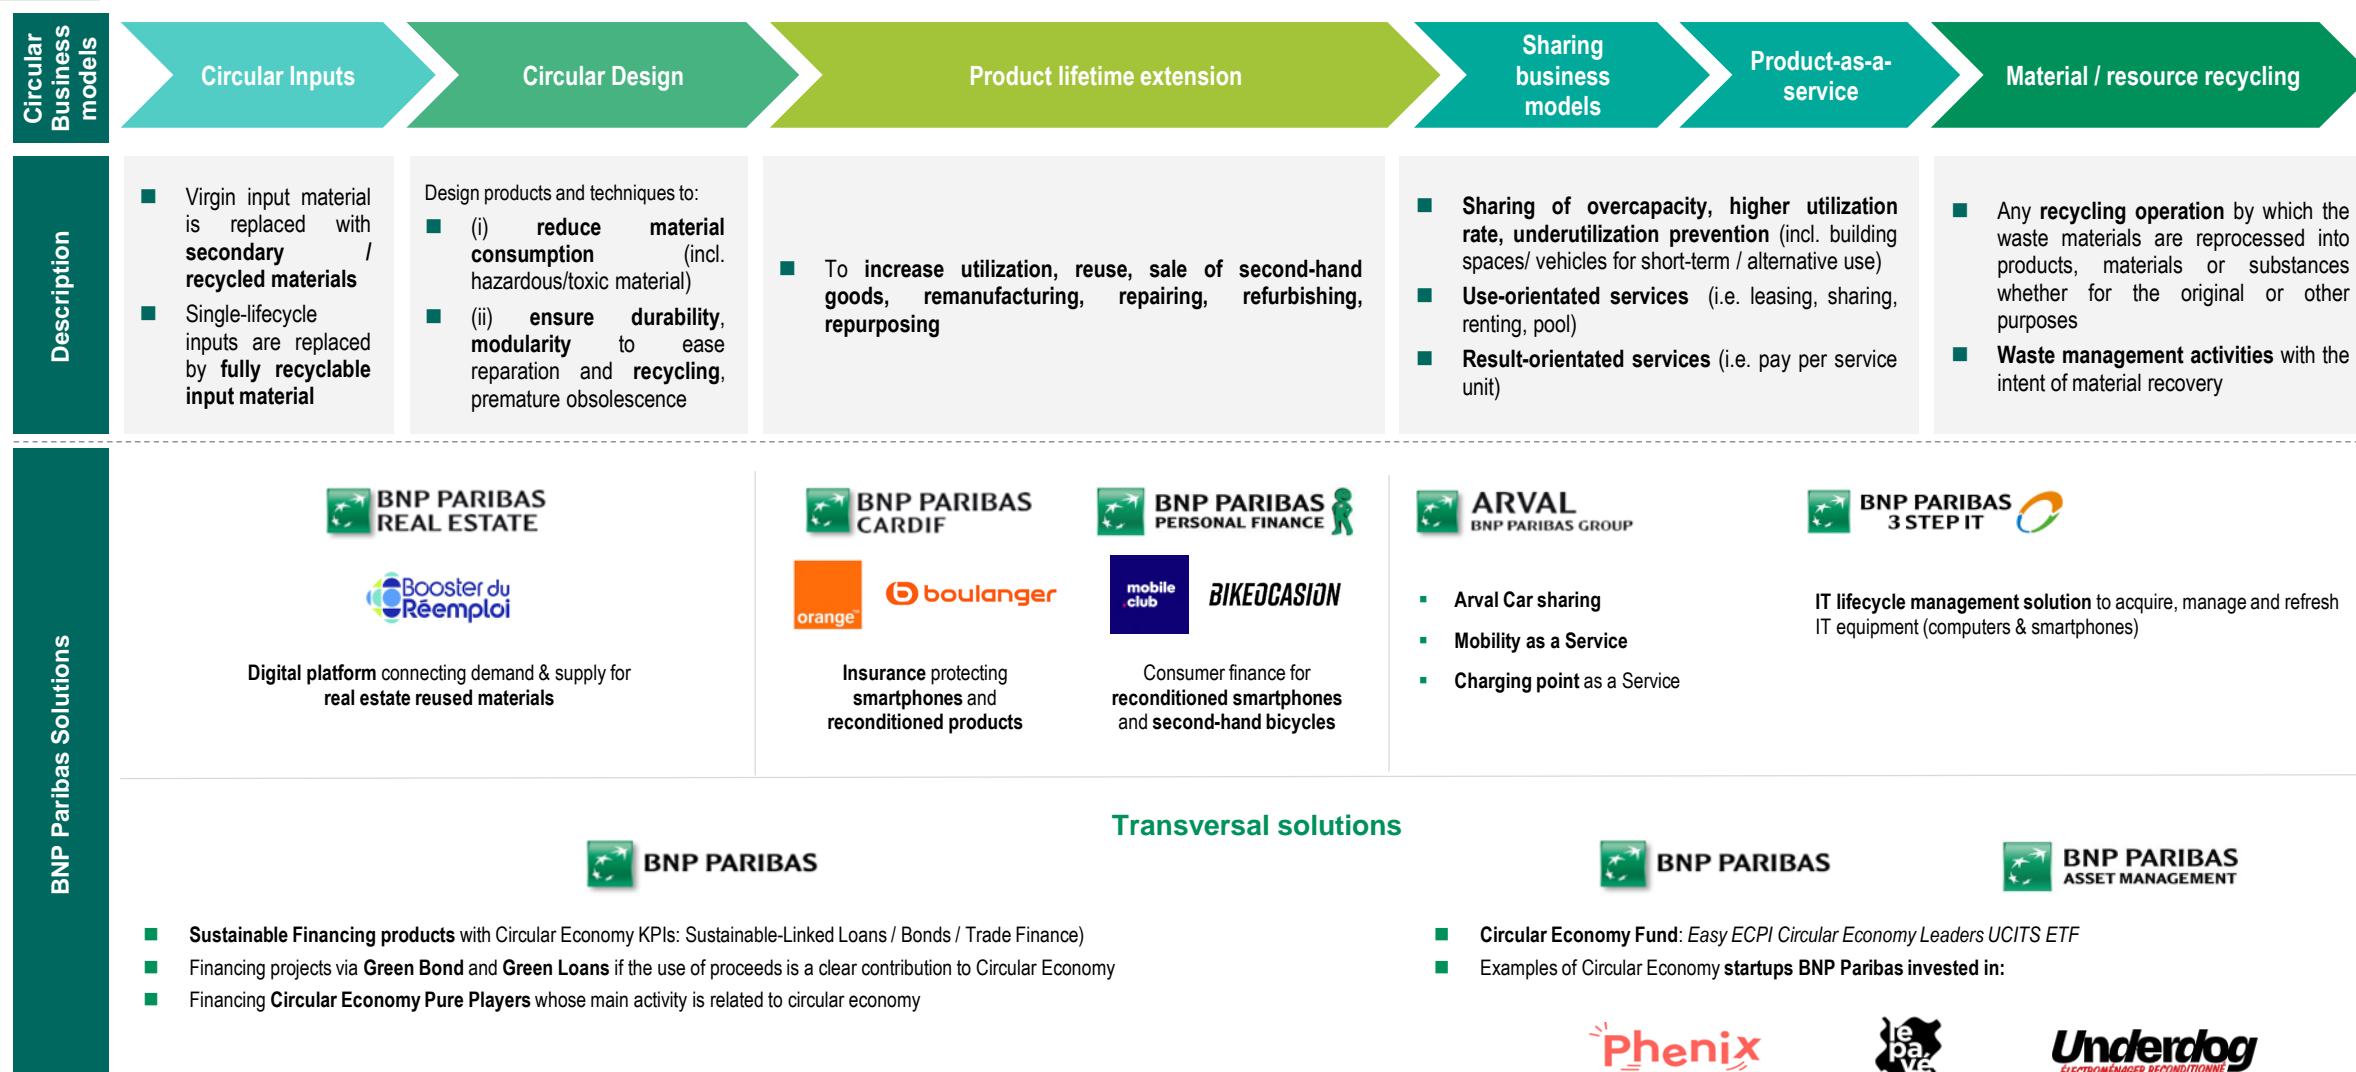 Circular
Business
models
Circular Inputs
Circular Design
Product lifetime extension
Sharing
business
models
Product-as-a-
service
Material / resource recycling
Description
Virgin input material
is replaced with
secondary /
recycled materials
Single-lifecycle
inputs are replaced
by fully recyclable
input material
Design products and techniques to:
(i) reduce material
consumption (incl.
hazardous/toxic material)
(ii) ensure durability,
modularity to ease
reparation and recycling,
premature obsolescence
To increase utilization, reuse, sale of second-hand
goods, remanufacturing, repairing, refurbishing,
repurposing
Sharing of overcapacity, higher utilization
rate, underutilization prevention (incl. building
spaces/ vehicles for short-term / alternative use)
Use-orientated services (i.e. leasing, sharing,
renting, pool)
Result-orientated services (i.e. pay per service
unit)
Any recycling operation by which the
waste materials are reprocessed into
products, materials or substances
whether for the original or other
purposes
Waste management activities with the
intent of material recovery
BNP Paribas Solutions
BNP PARIBAS
REAL ESTATE
Booster du
Réemploi
Digital platform connecting demand & supply for
real estate reused materials
BNP PARIBAS
CARDIF
orange™
boulanger
Insurance protecting
smartphones and
reconditioned products
BNP PARIBAS
PERSONAL FINANCE
mobile
.club
BIKEOCASION
Consumer finance for
reconditioned smartphones
and second-hand bicycles
ARVAL
BNP PARIBAS GROUP
Arval Car sharing
Mobility as a Service
Charging point as a Service
BNP PARIBAS
3 STEP IT
IT lifecycle management solution to acquire, manage and refresh
IT equipment (computers & smartphones)
Transversal solutions
BNP PARIBAS
Sustainable Financing products with Circular Economy KPIs: Sustainable-Linked Loans / Bonds / Trade Finance)
Financing projects via Green Bond and Green Loans if the use of proceeds is a clear contribution to Circular Economy
Financing Circular Economy Pure Players whose main activity is related to circular economy
BNP PARIBAS
BNP PARIBAS
ASSET MANAGEMENT
Circular Economy Fund: Easy ECPI Circular Economy Leaders UCITS ETF
Examples of Circular Economy startups BNP Paribas invested in:
Phenix
le
pa
vé
Underdog
ÉLECTROMÉNAGER RECONDITIONNÉ